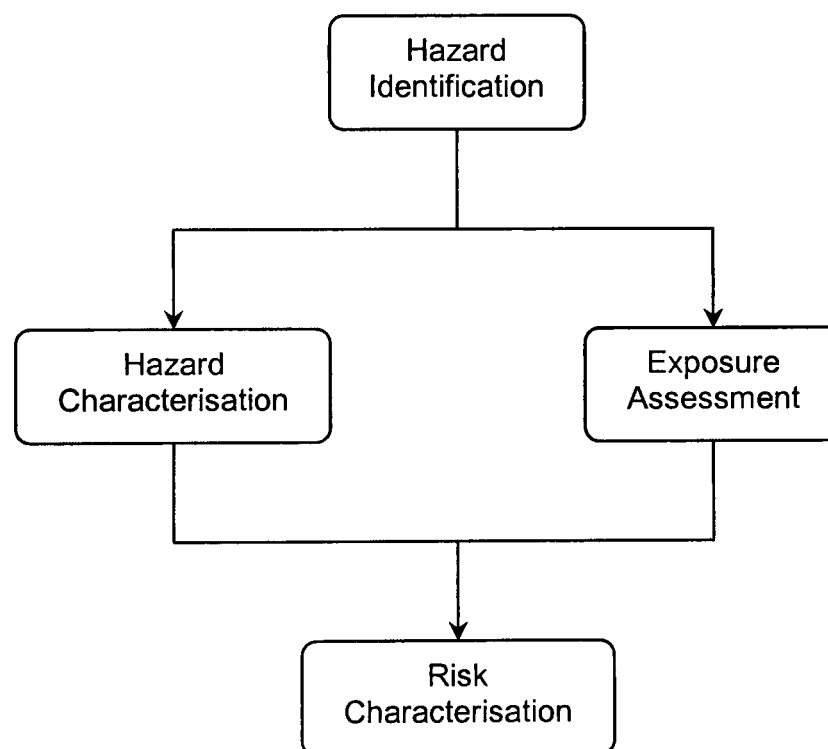 Hazard
Identification
Hazard
Characterisation
Exposure
Assessment
Risk
Characterisation